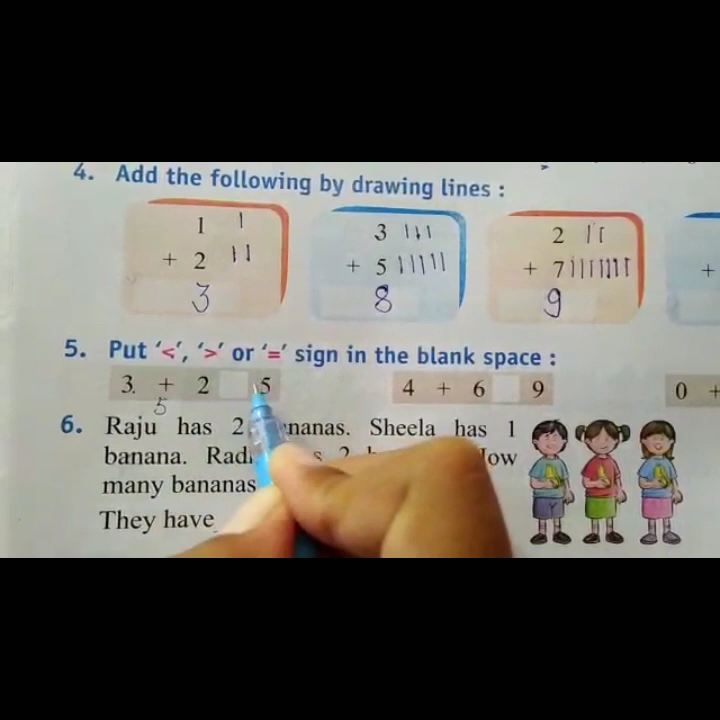 4. Add the following by drawing lines :
1 3 2
+ 2 + 5 + 7 +
3 8 9
5. Put '<', '>' or '=' sign in the blank space :
3 + 2 5 4 + 6 9 0 +
5
6. Raju has 2 nanas. Sheela has 1
banana. Rad
many bananas
They have